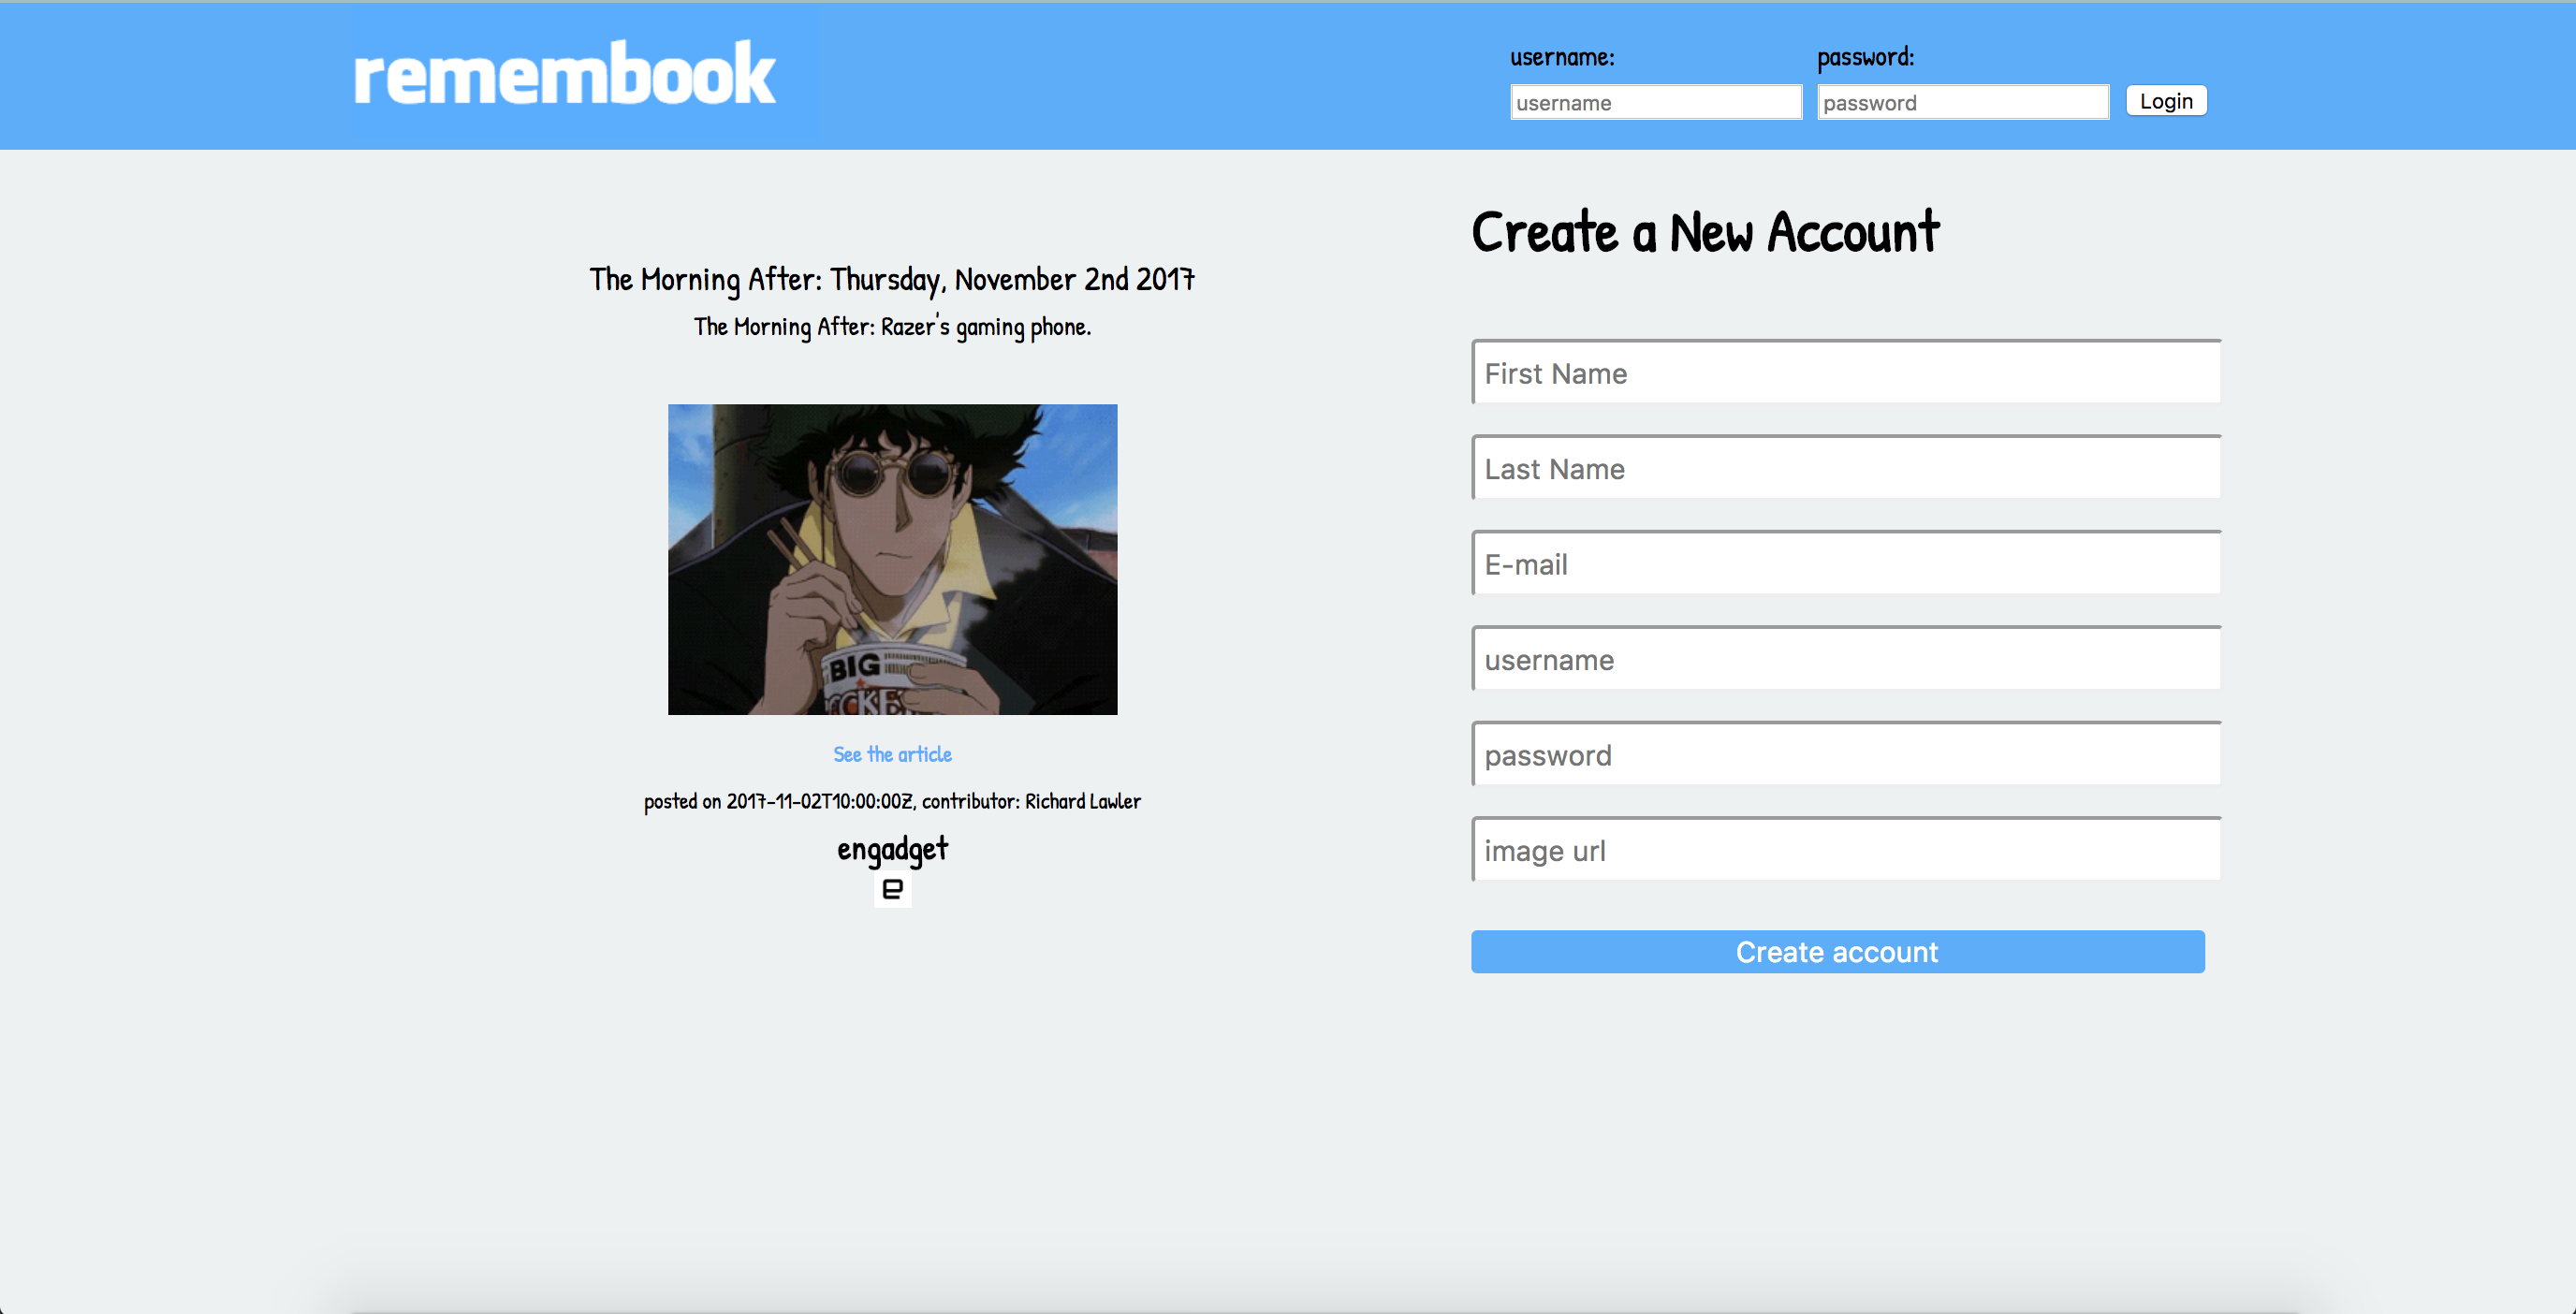 remembook
username: password:
username password Login
Create a New Account
The Morning After: Thursday, November 2nd 2017
The Morning After: Razer's gaming phone.
BIG
See the article
posted on 2017-11-02T10:00:00Z, contributor: Richard Lawler
engadget
e
First Name
Last Name
E-mail
username
password
image url
Create account